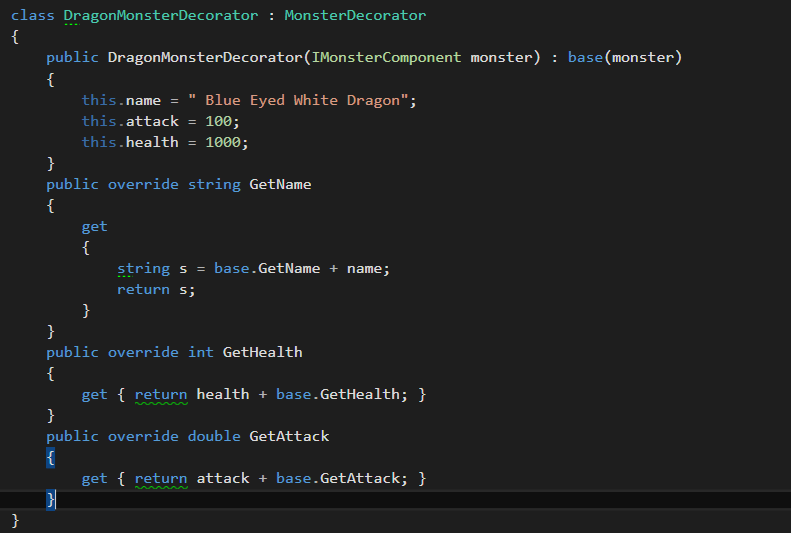 class DragonMonsterDecorator : MonsterDecorator
{
    public DragonMonsterDecorator(IMonsterComponent monster) : base(monster)
    {
        this.name = " Blue Eyed White Dragon";
        this.attack = 100;
        this.health = 1000;
    }
    public override string GetName
    {
        get
        {
            string s = base.GetName + name;
            return s;
        }
    }
    public override int GetHealth
    {
        get { return health + base.GetHealth; }
    }
    public override double GetAttack
    {
        get { return attack + base.GetAttack; }
    }
}